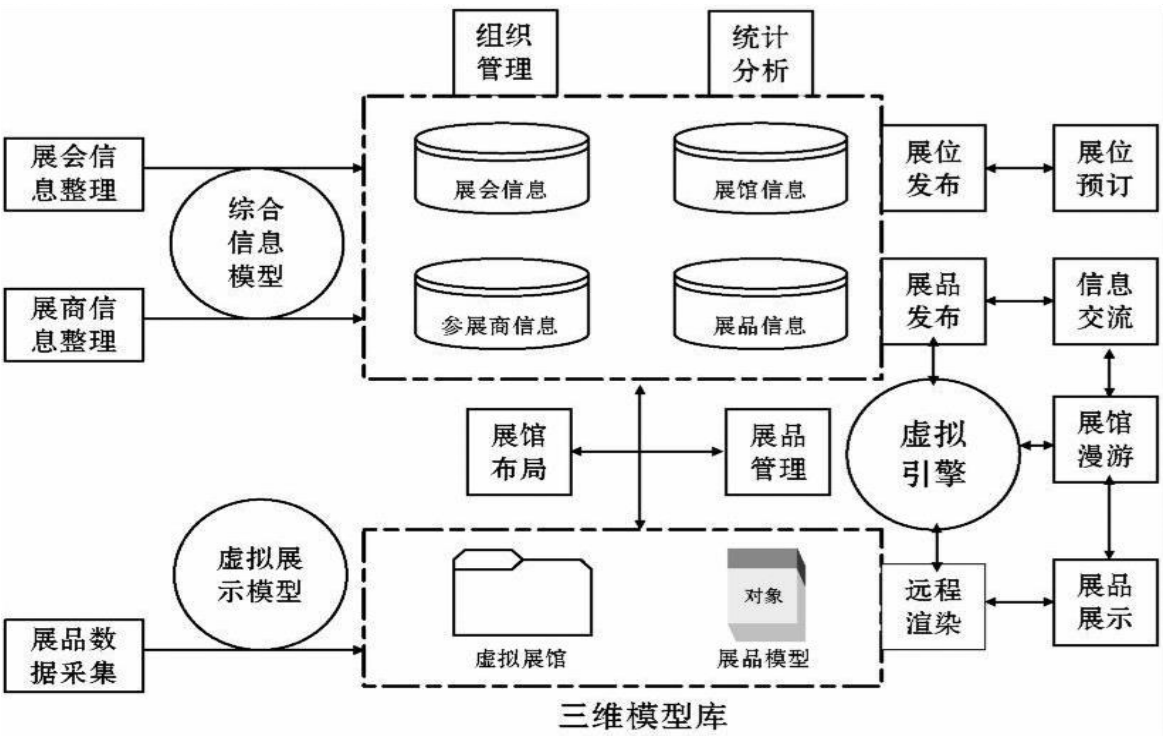 组织
管理
统计
分析
展会信
息整理
综合
信息
模型
展会信息
展馆信息
展位
发布
展位
预订
展商信
息整理
参展商信息
展品信息
展品
发布
信息
交流
展馆
布局
展品
管理
虚拟
引擎
展馆
漫游
虚拟展
示模型
对象
远程
渲染
展品
展示
展品数
据采集
虚拟展馆
展品模型
三维模型库